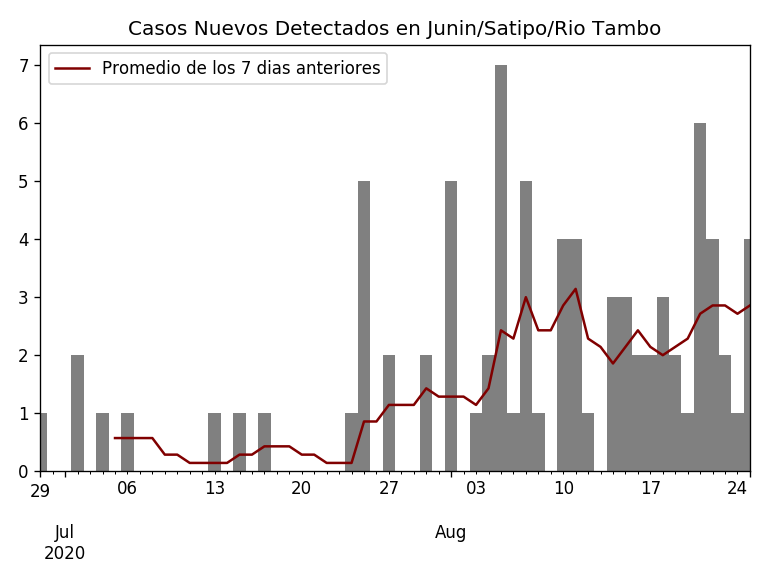 Casos Nuevos Detectados en Junin/Satipo/Rio Tambo
Promedio de los 7 dias anteriores
7
6
5
4
3
2
1
0
29 06 13 20 27 03 10 17 24
Jul Aug
2020